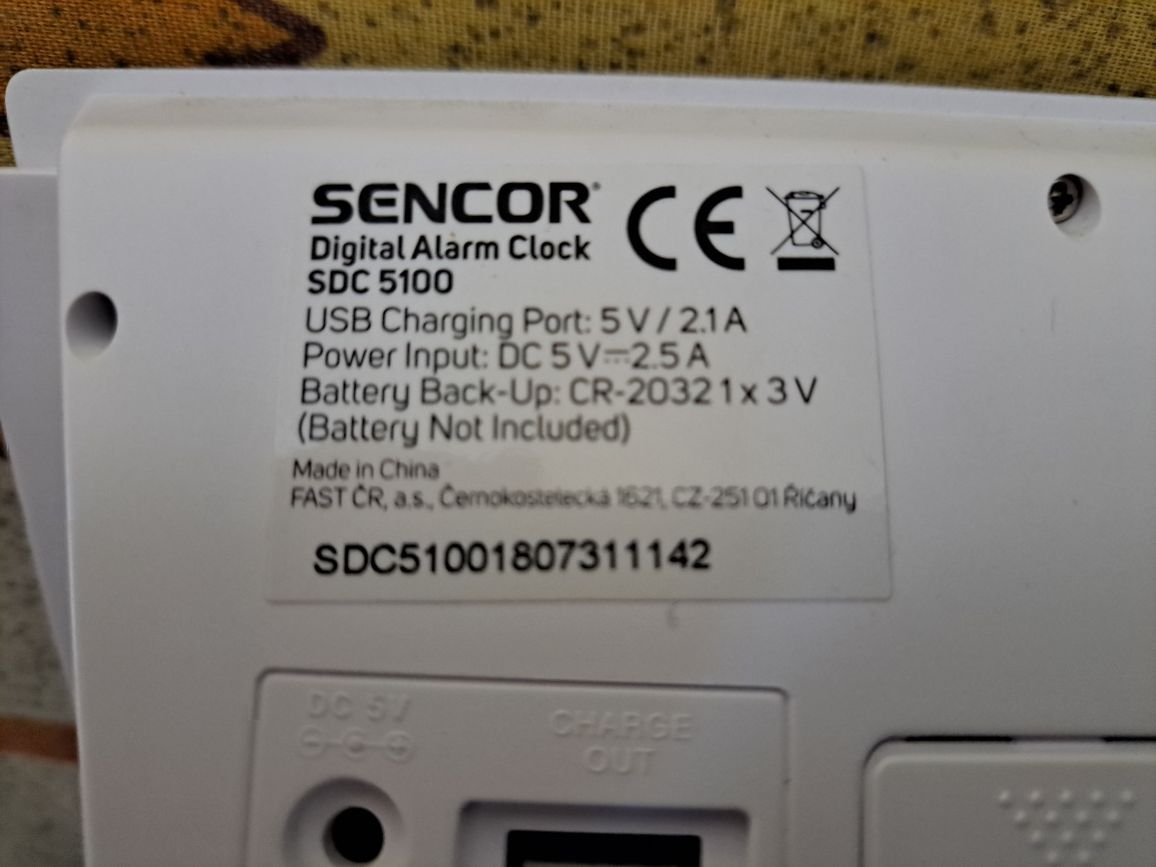 SENCOR®
Digital Alarm Clock
SDC 5100
CE
USB Charging Port: 5 V / 2.1 A
Power Input: DC 5 V⎓2.5 A
Battery Back-Up: CR-2032 1 x 3 V
(Battery Not Included)
Made in China
FAST ČR, a.s., Černokostelecká 1621, CZ-251 01 Říčany
SDC51001807311142
DC 5V
CHARGE
OUT